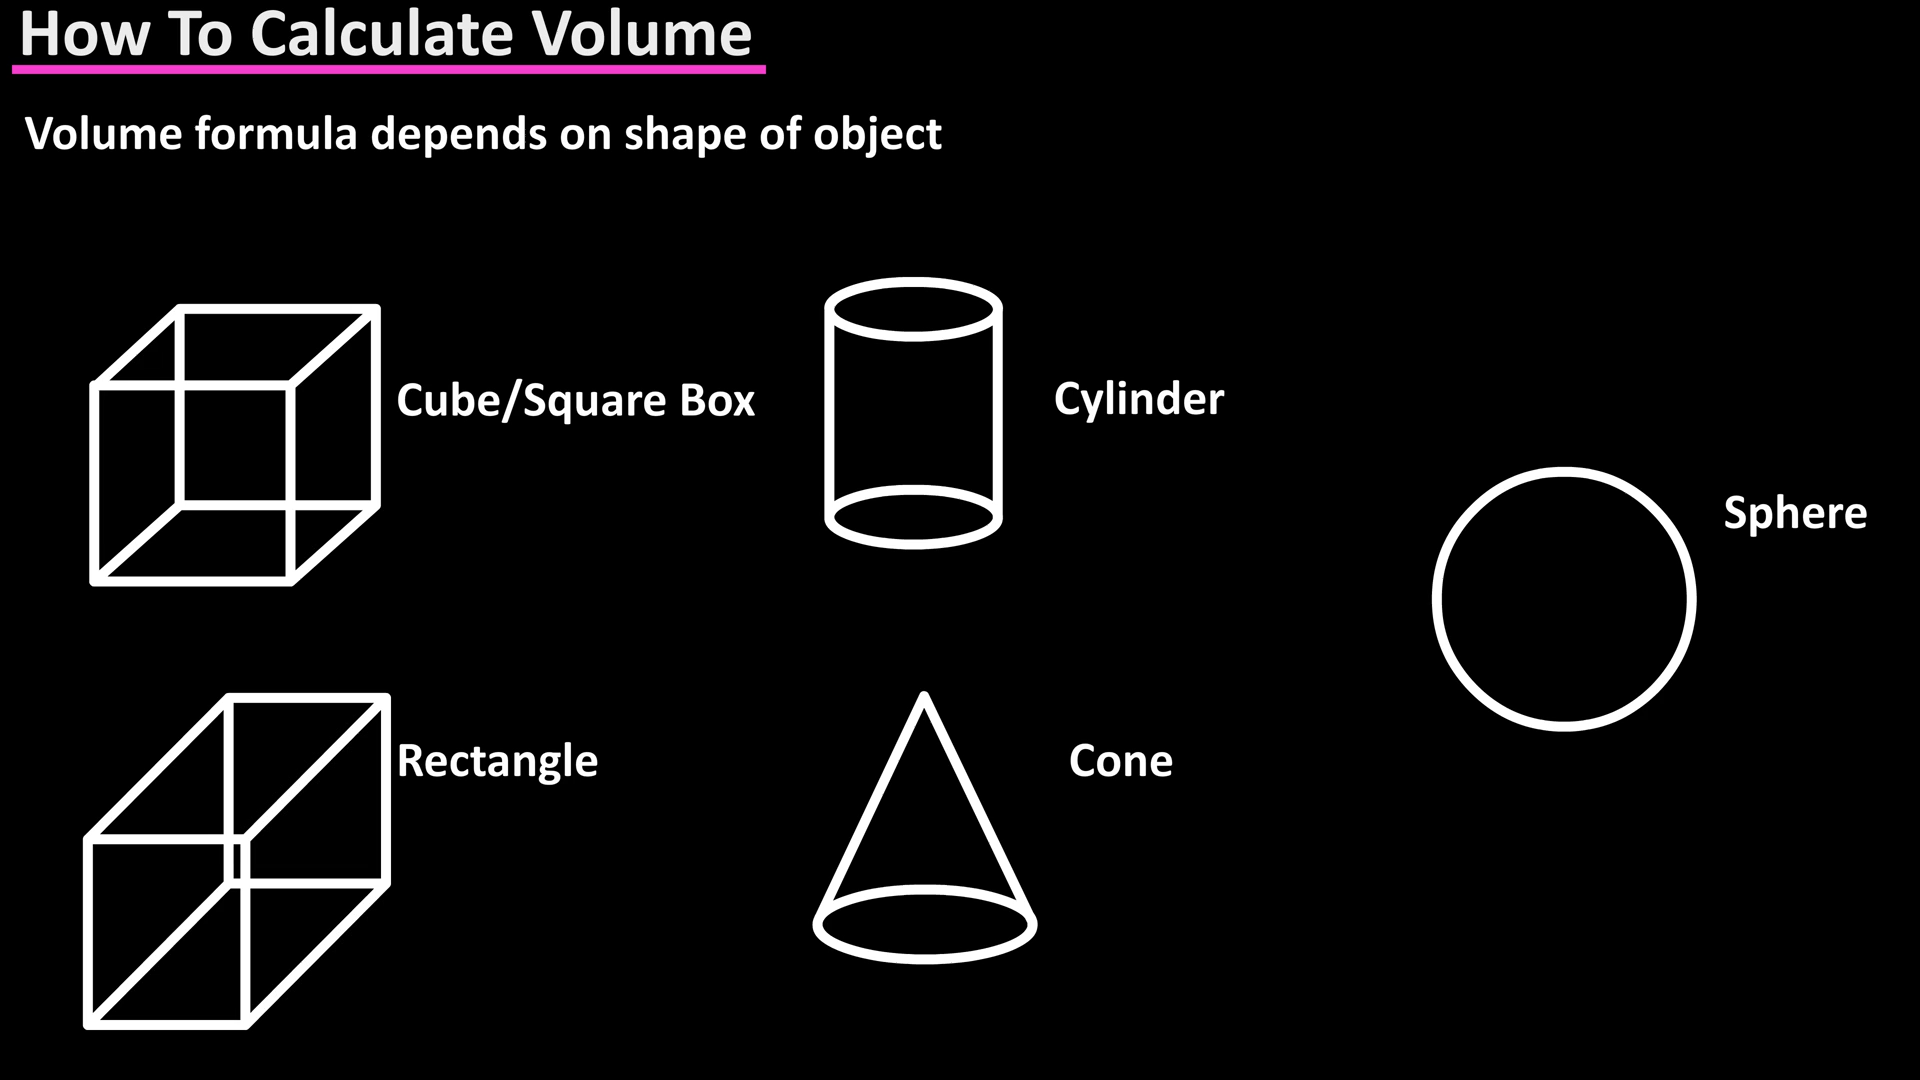 How To Calculate Volume
Volume formula depends on shape of object
Cube/Square Box
Cylinder
Sphere
Rectangle
Cone